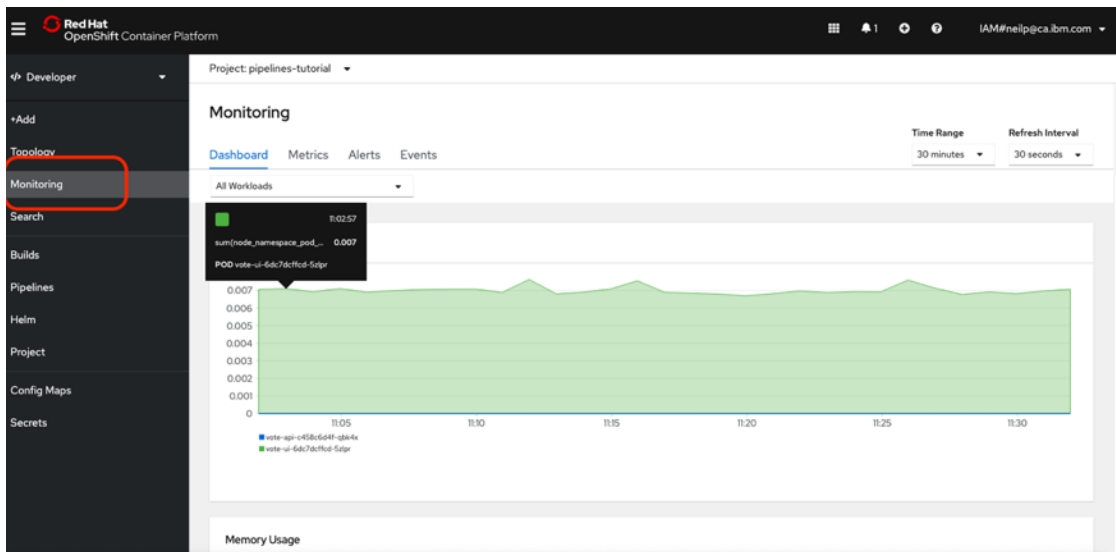 Red Hat
OpenShift Container Platform
1
IAM#neilp@ca.ibm.com
Developer
+Add
Topology
Monitoring
Search
Builds
Pipelines
Helm
Project
Config Maps
Secrets
Project: pipelines-tutorial
Monitoring
Time Range
Refresh Interval
Dashboard Metrics Alerts Events
30 minutes
30 seconds
All Workloads
11:02:57
sum(node_namespace_pod_... 0.007
POD vote-ui-6dc7dcffcd-5zlpr
0.007
0.006
0.005
0.004
0.003
0.002
0.001
0
11:05 11:10 11:15 11:20 11:25 11:30
vote-api-c458c6d4f-qbk4x
vote-ui-6dc7dcffcd-5zlpr
Memory Usage